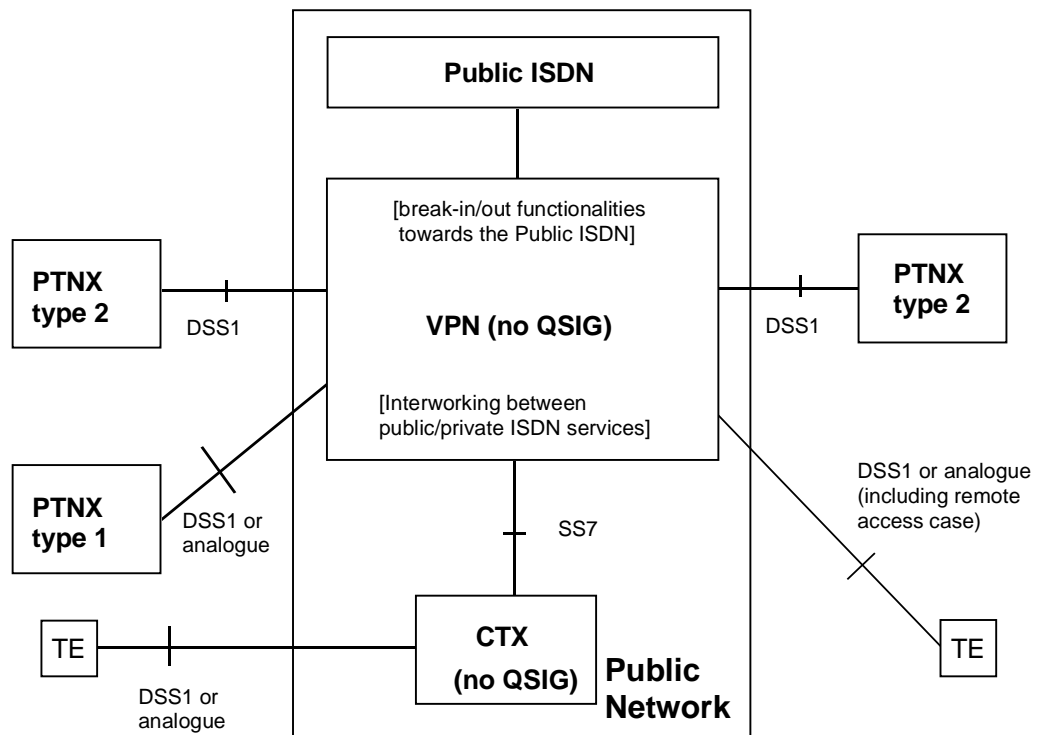 Public ISDN
[break-in/out functionalities
towards the Public ISDN]
PTNX
type 2
DSS1
VPN (no QSIG)
DSS1
PTNX
type 2
[Interworking between
public/private ISDN services]
PTNX
type 1
DSS1 or
analogue
SS7
DSS1 or analogue
(including remote
access case)
TE
DSS1 or
analogue
CTX
(no QSIG)
Public
Network
TE